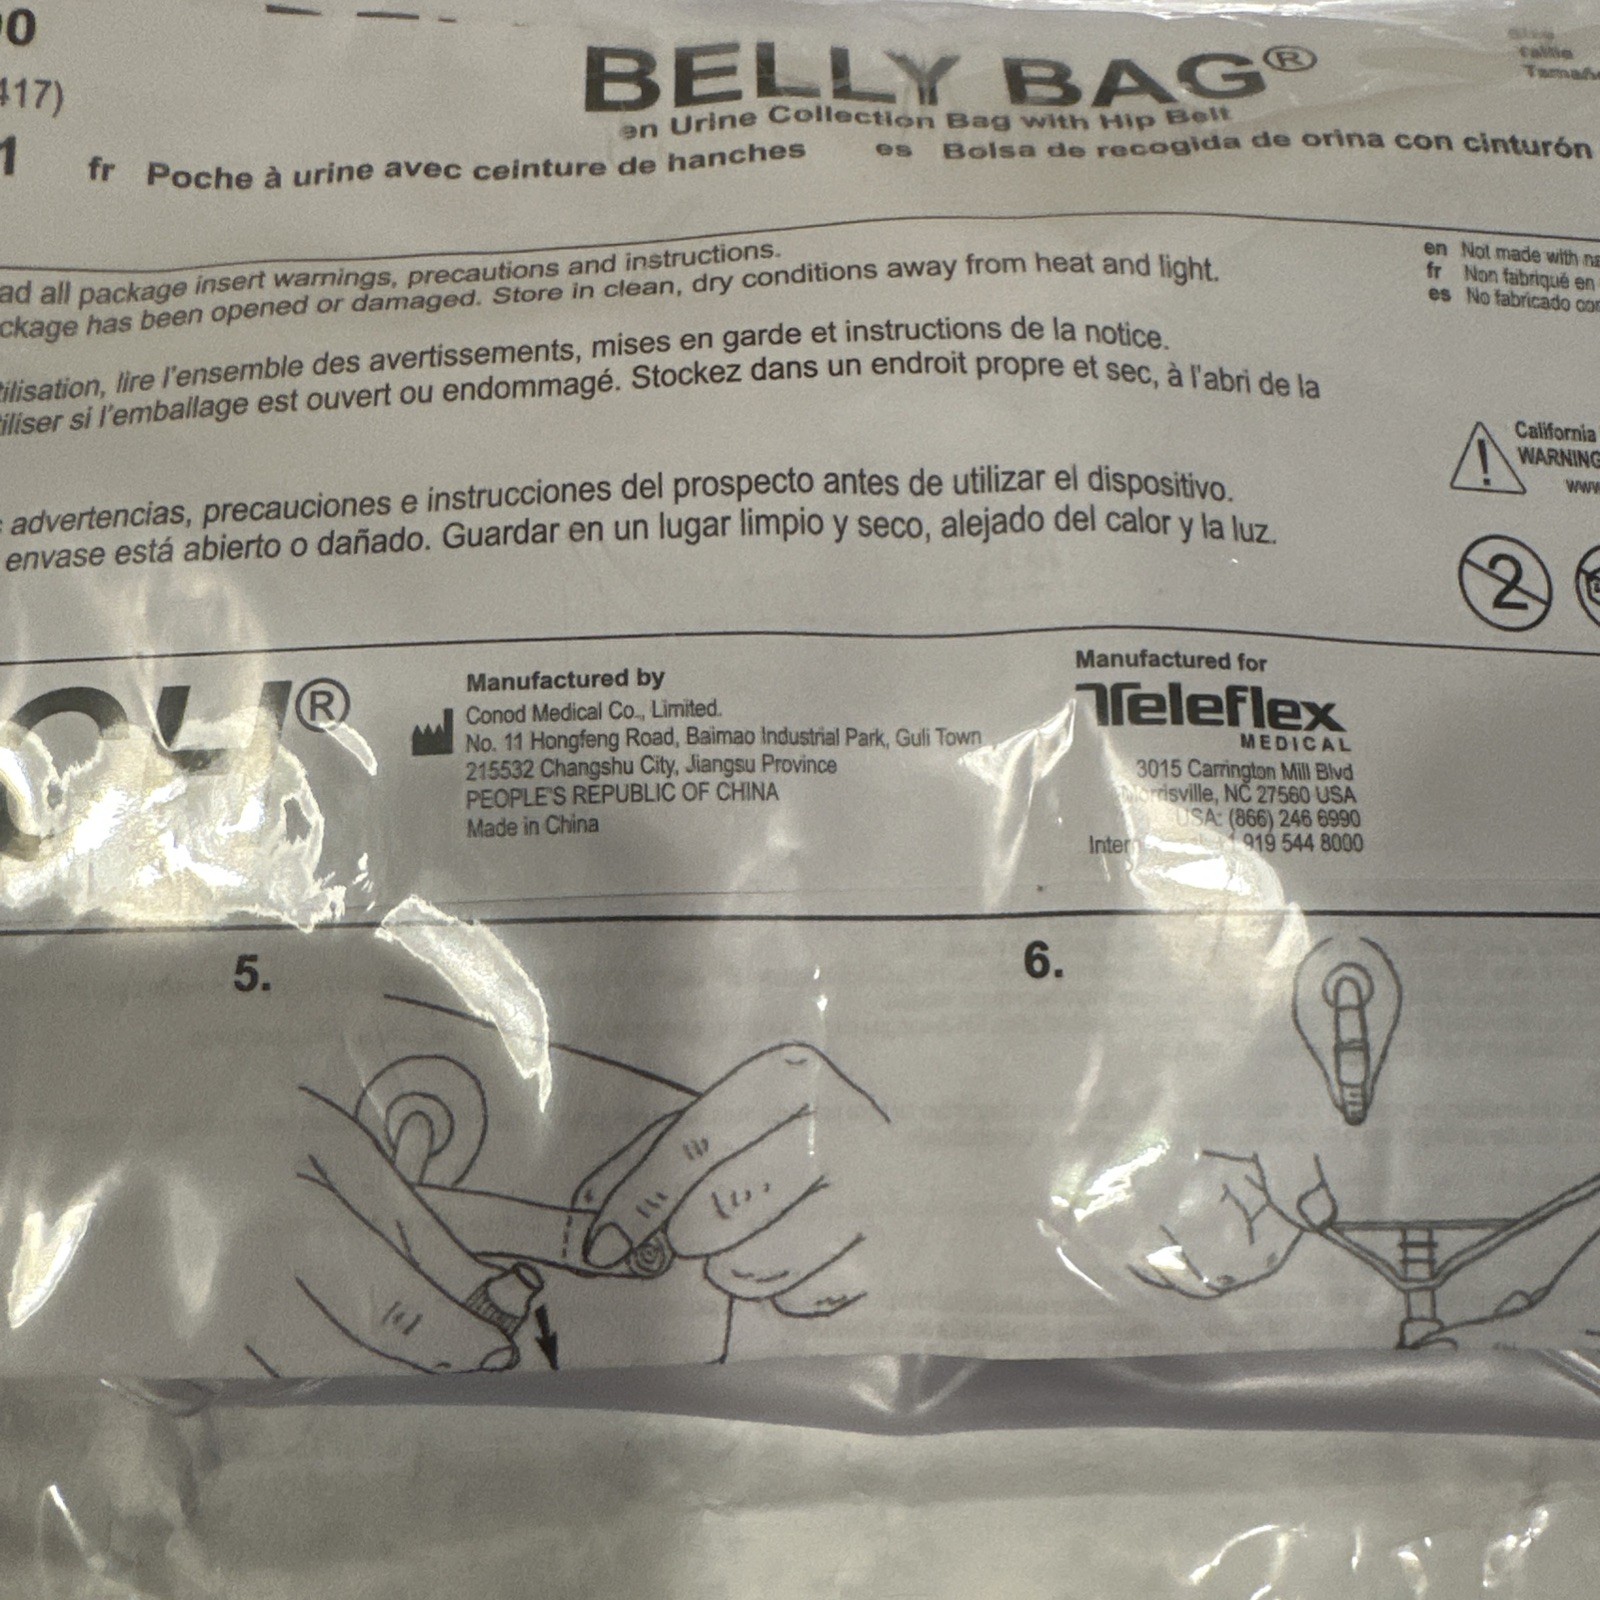 BELLY BAG®
en Urine Collection Bag with Hip Belt
fr Poche à urine avec ceinture de hanches es Bolsa de recogida de orina con cinturón
417)
1
Taille
all package insert warnings, precautions and instructions.
has been opened or damaged. Store in clean, dry conditions away from heat and light.
lire l'ensemble des avertissements, mises en garde et instructions de la notice.
si l'emballage est ouvert ou endommagé. Stockez dans un endroit propre et sec, à l'abri de la
advertencias, precauciones e instrucciones del prospecto antes de utilizar el dispositivo.
envase está abierto o dañado. Guardar en un lugar limpio y seco, alejado del calor y la luz.
en Not made with
fr Non fabriqué en
es No fabricado
California
WARNING
www
2
®
Manufactured by
Conod Medical Co., Limited.
No. 11 Hongfeng Road, Baimao Industrial Park, Guli Town
215532 Changshu City, Jiangsu Province
PEOPLE'S REPUBLIC OF CHINA
Made in China
Manufactured for
Teleflex
MEDICAL
3015 Carrington Mill Blvd
NC 27560 USA
USA: (866) 246 6990
919 544 8000
5.
6.